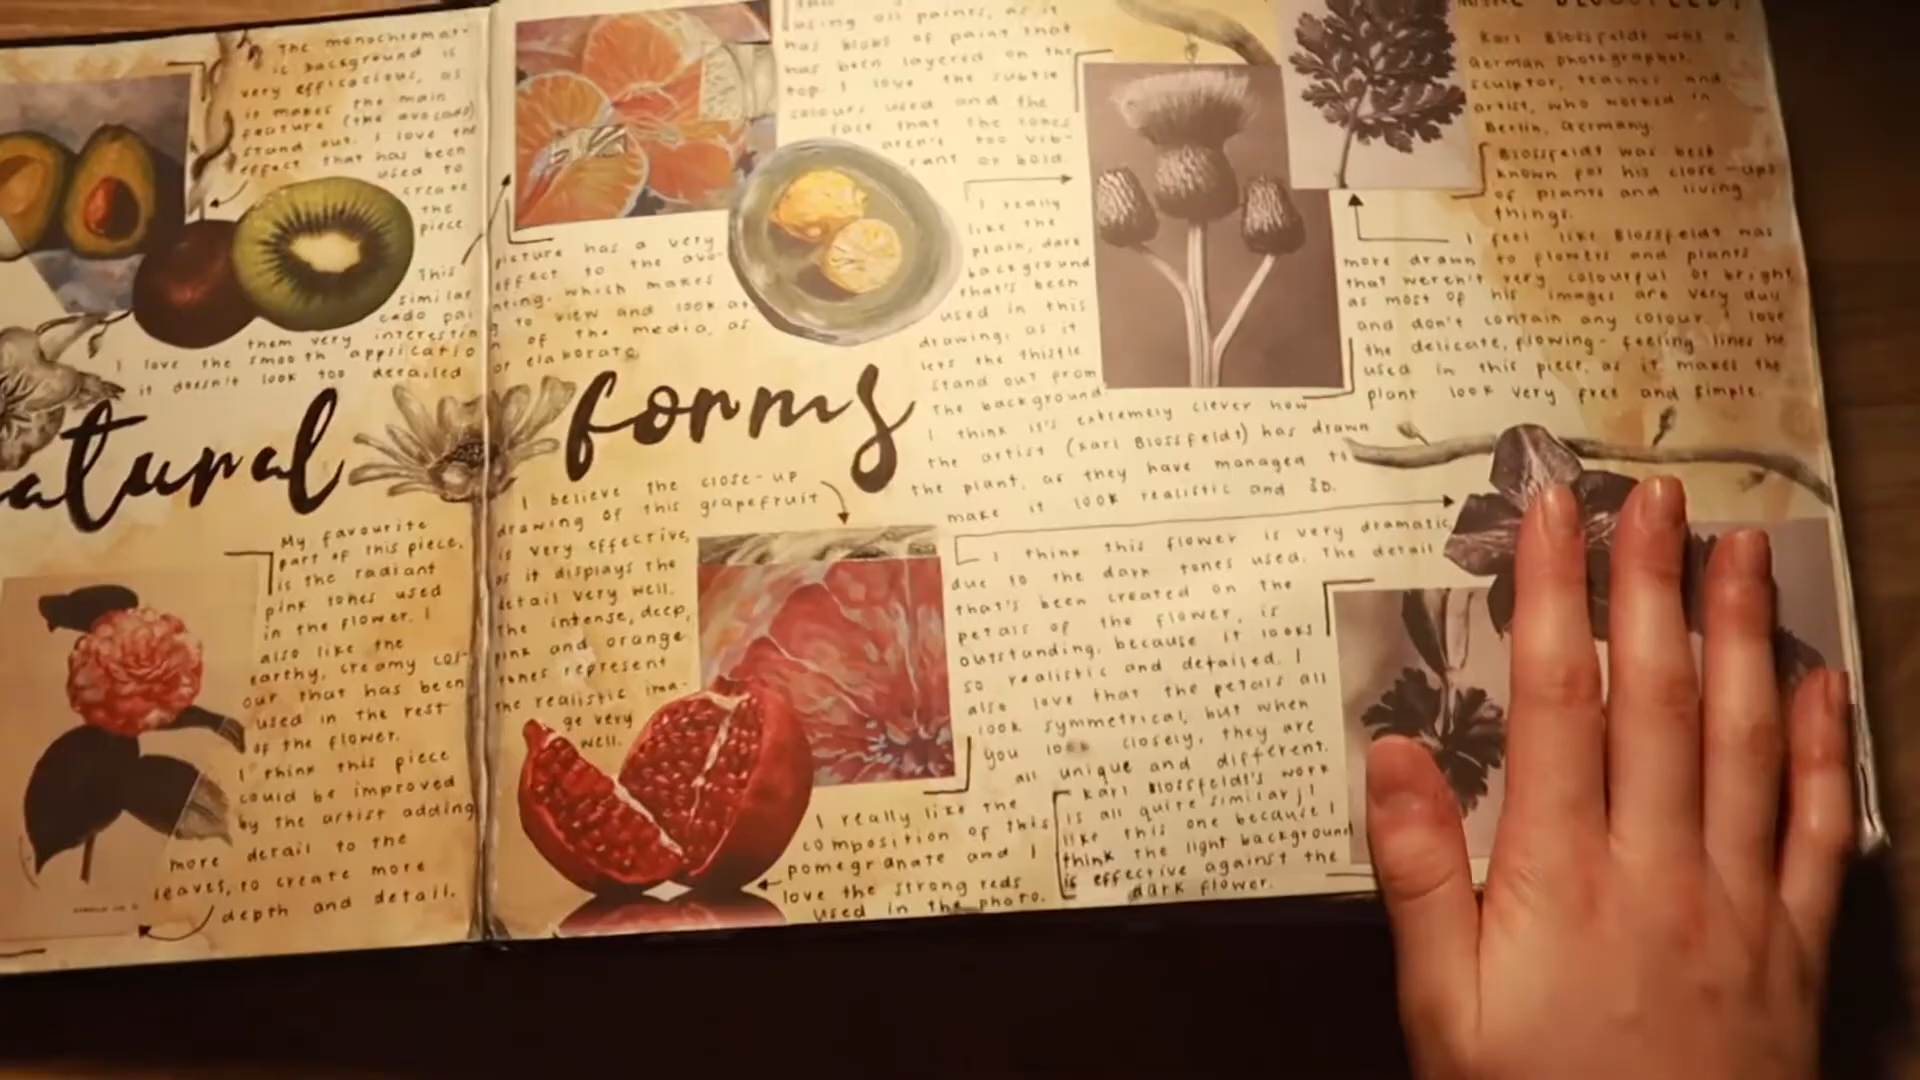 The monochromat-
ic background is
very efficacious, as
is makes the main
feature (the avocado)
stand out. I love the
effect that has been
used to
create
the
piece.
This
similar
cado pai
them very interestin
I love the smooth applicatio
it doesn't look too detailed
picture has a very
effect to the avo-
nting, which makes
to view and look at
of the media, as
or elaborate.
using oil paints, as it
has blobs of paint that
has been layered on the
top. I love the subtle
colours used and the
fact that the tones
aren't too vib-
rant or bold.
atural forms
My favourite
part of this piece,
is the radiant
pink tones used
in the flower. I
also like the
earthy, creamy col-
our that has been
used in the rest
of the flower.
I think this piece
could be improved
by the artist adding
more detail to the
leaves, to create more
depth and detail.
I believe the close-up
drawing of this grapefruit
is very effective,
as it displays the
detail very well.
The intense, deep,
pink and orange
tones represent
the realistic ima-
ge very
well.
I really like the
composition of this
pomegranate and I
love the strong reds
used in the photo.
I really
like the
plain, dark
background
that's been
used in this
drawing, as it
lets the thistle
stand out from
the background.
I think it's extremely clever how
the artist (Karl Blossfeldt) has drawn
the plant, as they have managed to
make it look realistic and 3D.
Karl Blossfeldt was a
German photographer,
sculptor, teacher and
artist, who worked in
Berlin, Germany.
Blossfeldt was best
known for his close-ups
of plants and living
things.
I feel like Blossfeldt was
more drawn to flowers and plants
that weren't very colourful or bright
as most of his images are very dull
and don't contain any colour. I love
the delicate, flowing-feeling lines he
used in this piece, as it makes the
plant look very free and simple.
I think this flower is very dramatic
due to the dark tones used. The detail
that's been created on the
petals of the flower, is
outstanding, because it looks
so realistic and detailed. I
also love that the petals all
look symmetrical, but when
you look closely, they are
all unique and different.
Karl Blossfeldt's work
is all quite similar; I
like this one because I
think the light background
is effective against the
dark flower.